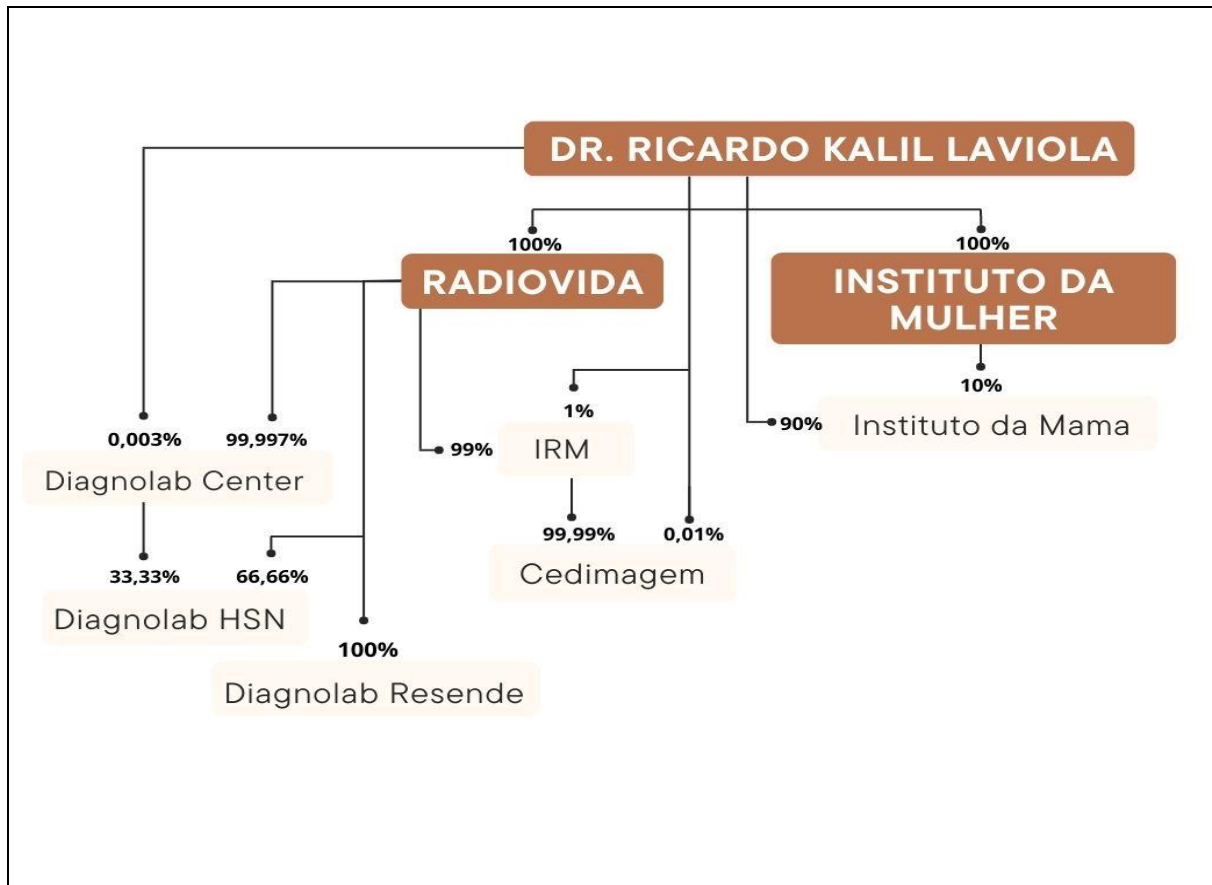 DR. RICARDO KALIL LAVIOLA
100%
100%
RADIOVIDA
INSTITUTO DA
MULHER
10%
1%
90%
Instituto da Mama
0,003%
99,997%
99%
IRM
Diagnolab Center
99,99%
0,01%
Cedimagem
33,33%
66,66%
Diagnolab HSN
100%
Diagnolab Resende